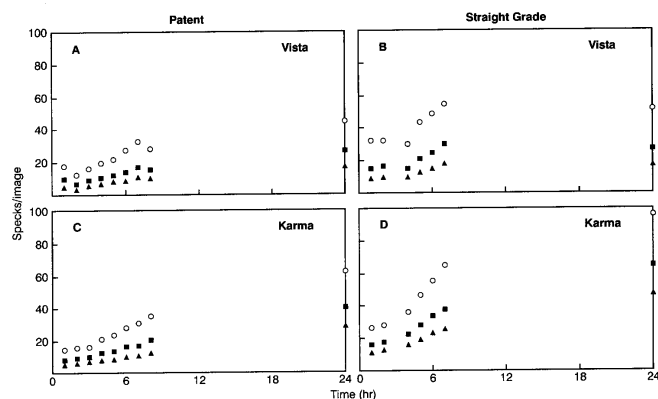 Patent
Straight Grade
A Vista
B Vista
100
80
60
40
20
Specks/image
C Karma
D Karma
100
80
60
40
20
0 6 12 18 24
0 6 12 18 24
Time (hr)